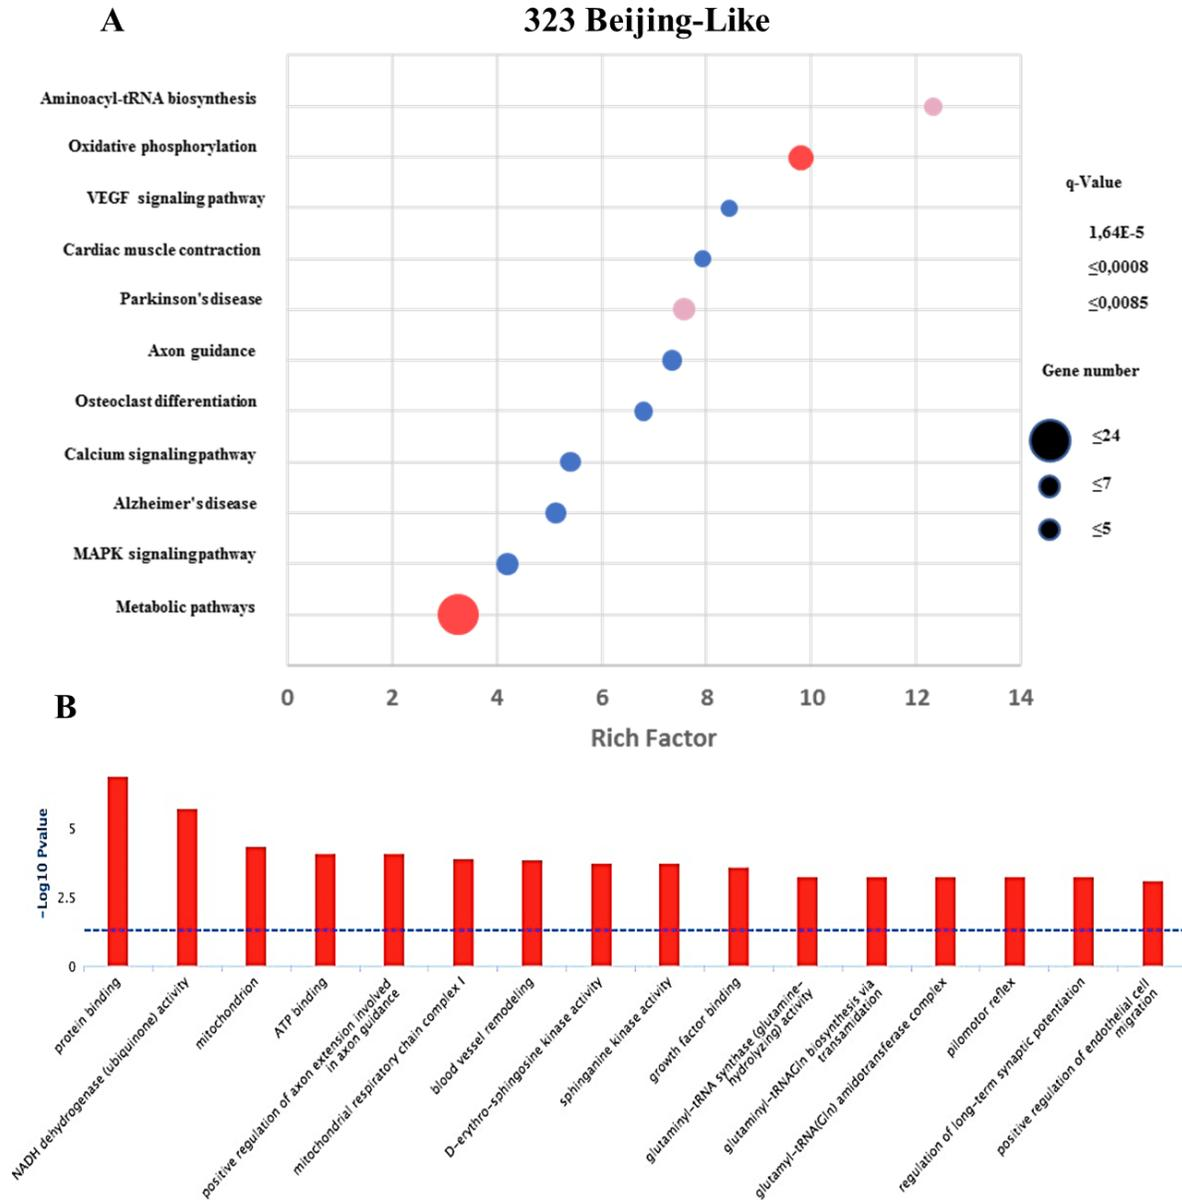 A
323 Beijing-Like
Aminoacyl-tRNA biosynthesis
Oxidative phosphorylation
VEGF signaling pathway
Cardiac muscle contraction
Parkinson's disease
Axon guidance
Osteoclast differentiation
Calcium signaling pathway
Alzheimer's disease
MAPK signaling pathway
Metabolic pathways
q-Value
1,64E-5
≤0,0008
≤0,0085
Gene number
≤24
≤7
≤5
0 2 4 6 8 10 12 14
Rich Factor
B
-Log10 Pvalue
5
2.5
0
protein binding
NADH dehydrogenase (ubiquinone) activity
mitochondrion
ATP binding
positive regulation of axon extension involved
in axon guidance
mitochondrial respiratory chain complex I
blood vessel remodeling
D-erythro-sphingosine kinase activity
sphinganine kinase activity
growth factor binding
glutaminyl-tRNA synthase (glutamine-
hydrolyzing) activity
glutaminyl-tRNAGln biosynthesis via
transamidation
glutamyl-tRNA(Gln) amidotransferase complex
pilomotor reflex
regulation of long-term synaptic potentiation
positive regulation of endothelial cell
migration